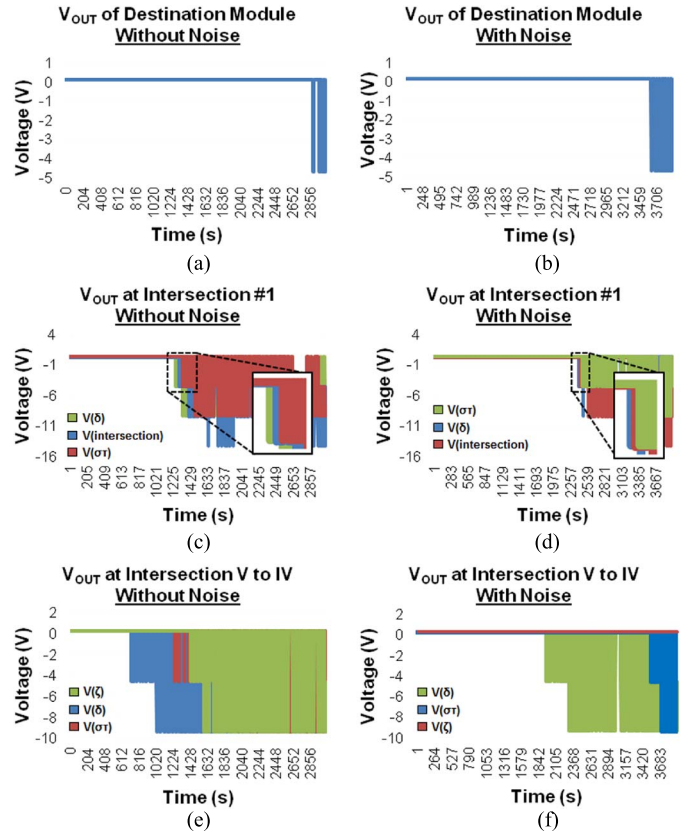 V_OUT of Destination Module
Without Noise
1
0
-1
-2
-3
-4
-5
Voltage (V)
0 204 408 612 816 1020 1224 1428 1632 1836 2040 2244 2448 2652 2856
Time (s)
(a)
V_OUT of Destination Module
With Noise
1
0
-1
-2
-3
-4
-5
Voltage (V)
1 248 495 742 989 1236 1483 1730 1977 2224 2471 2718 2965 3212 3459 3706
Time (s)
(b)
V_OUT at Intersection #1
Without Noise
4
-1
-6
-11
-16
Voltage (V)
V(δ)
V(intersection)
V(στ)
1 205 409 613 817 1021 1225 1429 1633 1837 2041 2245 2449 2653 2857
Time (s)
(c)
V_OUT at Intersection #1
With Noise
4
-1
-6
-11
-16
Voltage (V)
V(στ)
V(δ)
V(intersection)
1 283 565 847 1129 1411 1693 1975 2257 2539 2821 3103 3385 3667
Time (s)
(d)
V_OUT at Intersection V to IV
Without Noise
2
0
-2
-4
-6
-8
-10
Voltage (V)
V(ζ)
V(δ)
V(στ)
0 204 408 612 816 1020 1224 1428 1632 1836 2040 2244 2448 2652 2856
Time (s)
(e)
V_OUT at Intersection V to IV
With Noise
2
0
-2
-4
-6
-8
-10
Voltage (V)
V(δ)
V(στ)
V(ζ)
1 264 527 790 1053 1316 1579 1842 2105 2368 2631 2894 3157 3420 3683
Time (s)
(f)